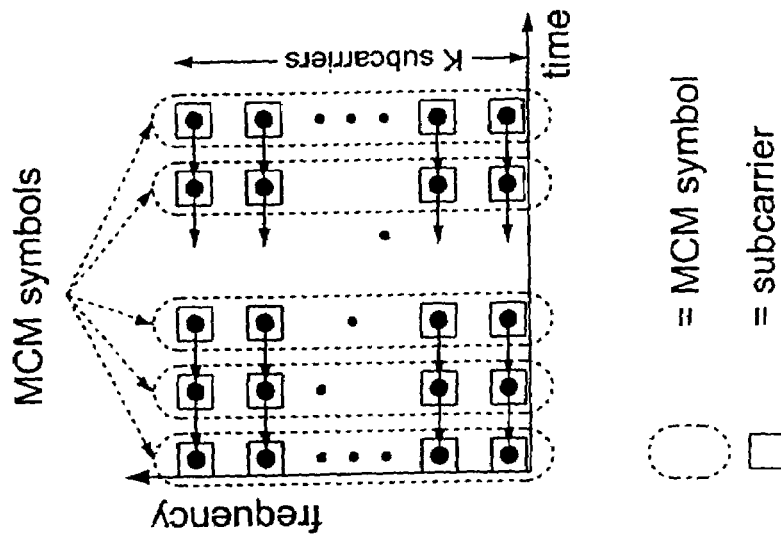 MCM symbols
frequency
K subcarriers
time
= MCM symbol
= subcarrier